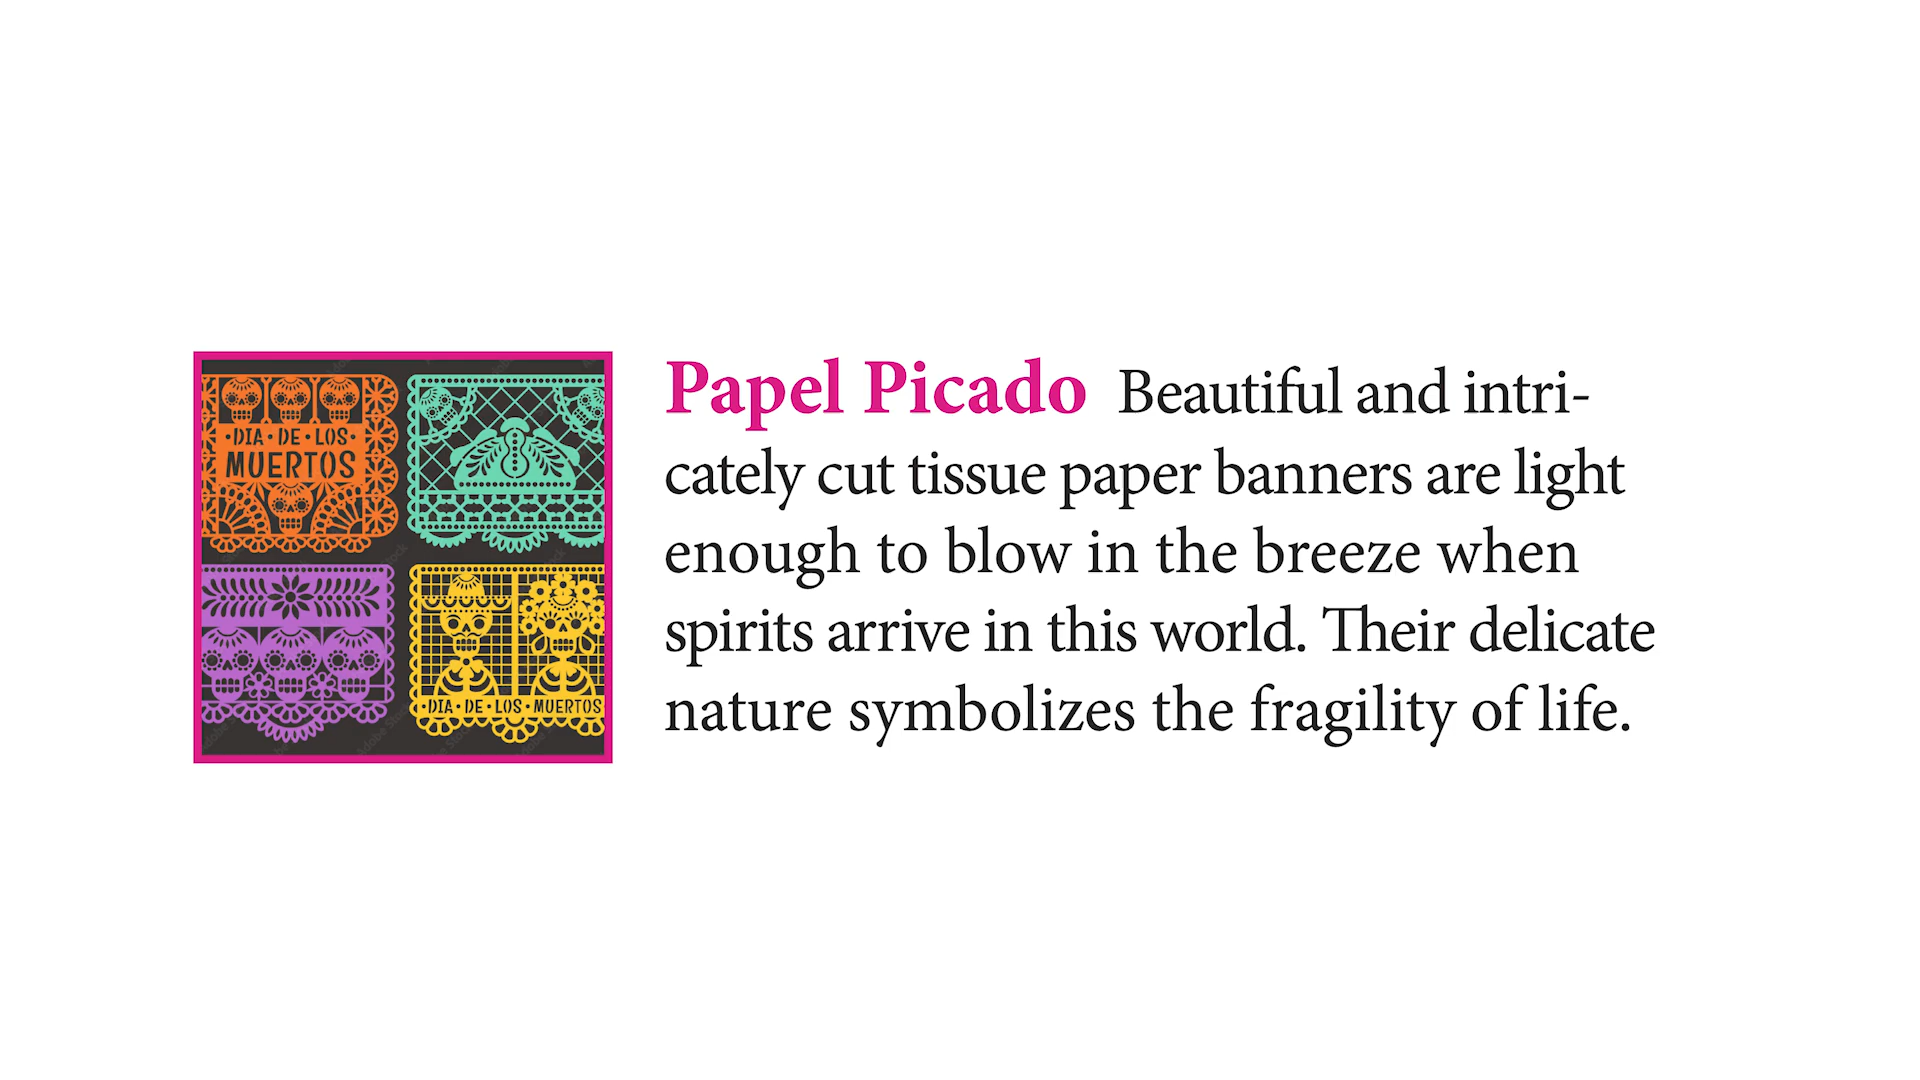 Papel Picado Beautiful and intri-
cately cut tissue paper banners are light
enough to blow in the breeze when
spirits arrive in this world. Their delicate
nature symbolizes the fragility of life.
·DIA·DE·LOS·
MUERTOS
·DIA·DE·LOS·MUERTOS
Adobe Stock